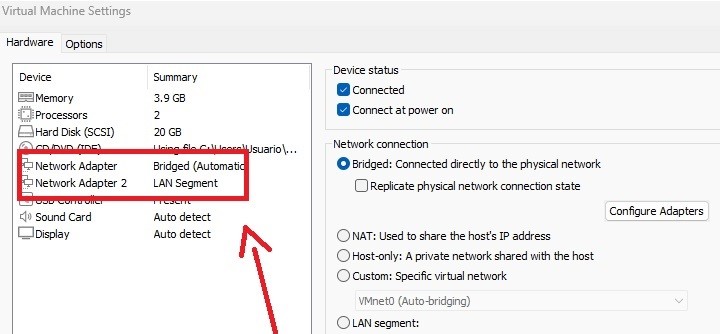 Virtual Machine Settings
Hardware Options
Device Summary
Memory 3.9 GB
Processors 2
Hard Disk (SCSI) 20 GB
CD/DVD (IDE) Using file C:\Users\Usuario\...
Network Adapter Bridged (Automatic
Network Adapter 2 LAN Segment
USB Controller Present
Sound Card Auto detect
Display Auto detect
Device status
Connected
Connect at power on
Network connection
Bridged: Connected directly to the physical network
Replicate physical network connection state
Configure Adapters
NAT: Used to share the host's IP address
Host-only: A private network shared with the host
Custom: Specific virtual network
VMnet0 (Auto-bridging)
LAN segment: